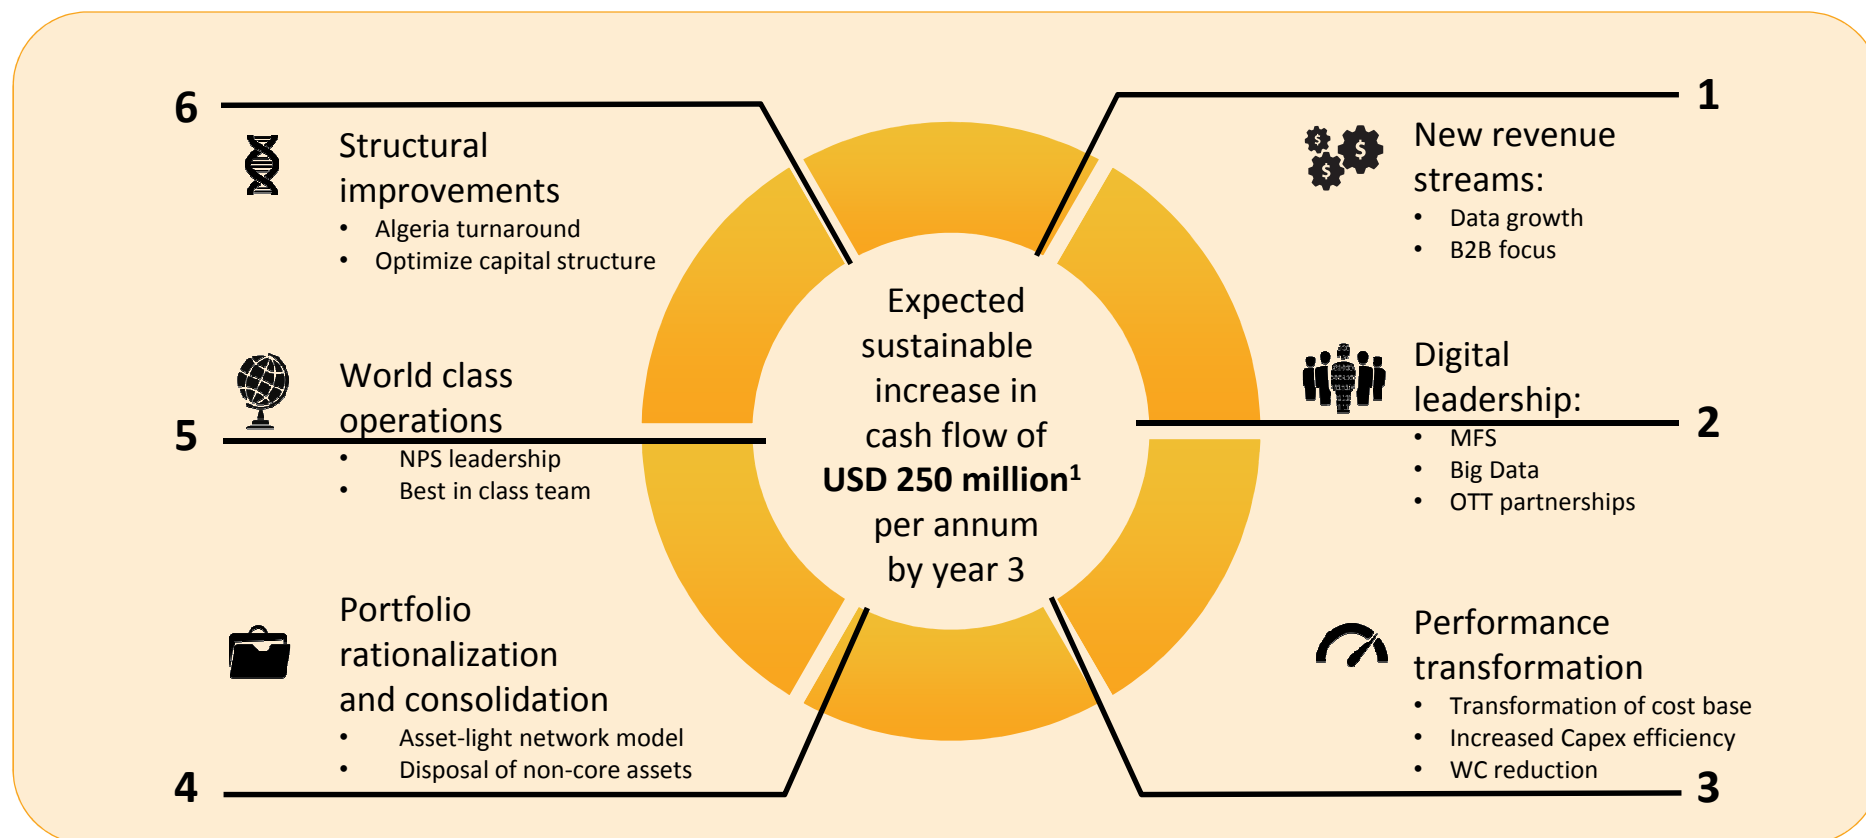 1
New revenue
streams:
• Data growth
• B2B focus
2
Digital
leadership:
• MFS
• Big Data
• OTT partnerships
3
Performance
transformation
• Transformation of cost base
• Increased Capex efficiency
• WC reduction
4
Portfolio
rationalization
and consolidation
• Asset-light network model
• Disposal of non-core assets
5
World class
operations
• NPS leadership
• Best in class team
6
Structural
improvements
• Algeria turnaround
• Optimize capital structure
Expected
sustainable
increase in
cash flow of
USD 250 million¹
per annum
by year 3
$
$
$